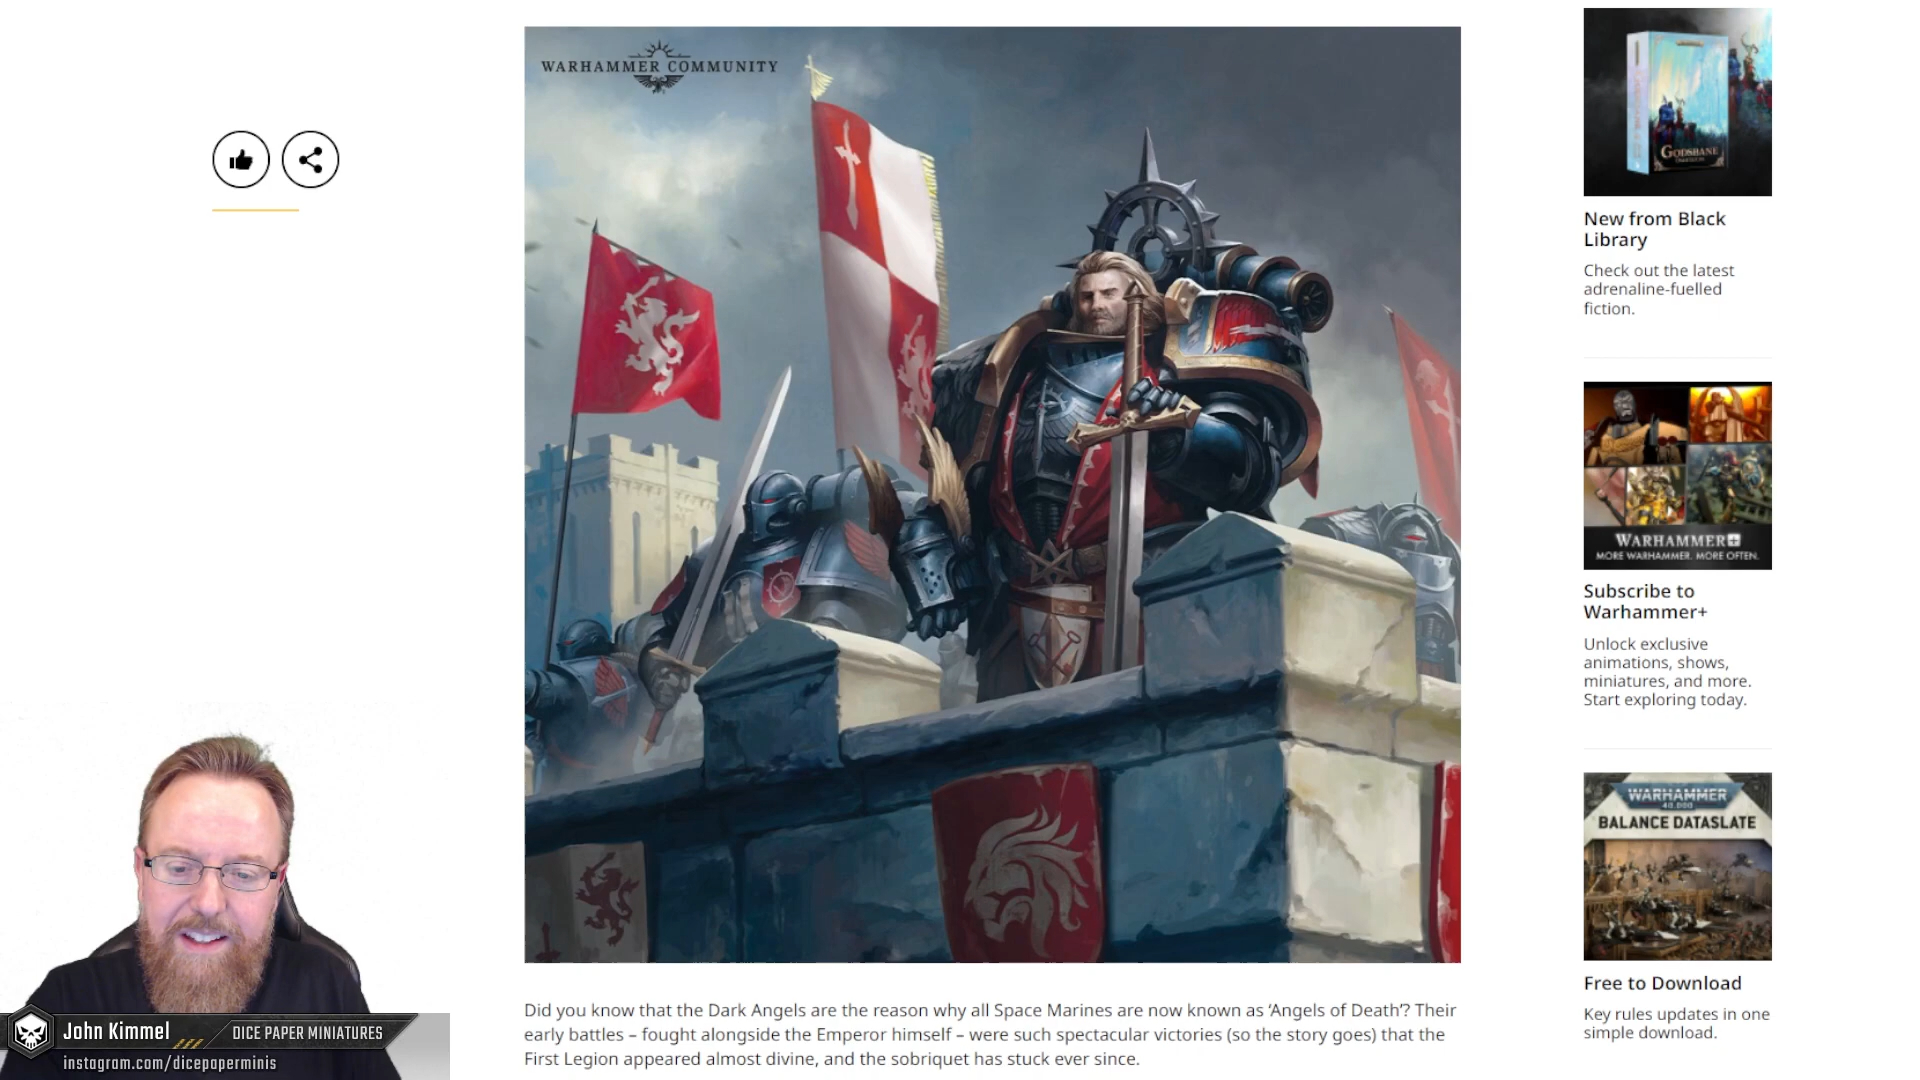 WARHAMMER COMMUNITY
GODSBANE
New from Black
Library
Check out the latest
adrenaline-fuelled
fiction.
WARHAMMER+
MORE WARHAMMER. MORE OFTEN.
Subscribe to
Warhammer+
Unlock exclusive
animations, shows,
miniatures, and more.
Start exploring today.
WARHAMMER
40,000
BALANCE DATASLATE
Free to Download
Key rules updates in one
simple download.
Did you know that the Dark Angels are the reason why all Space Marines are now known as ‘Angels of Death’? Their
early battles – fought alongside the Emperor himself – were such spectacular victories (so the story goes) that the
First Legion appeared almost divine, and the sobriquet has stuck ever since.
John Kimmel
DICE PAPER MINIATURES
instagram.com/dicepaperminis